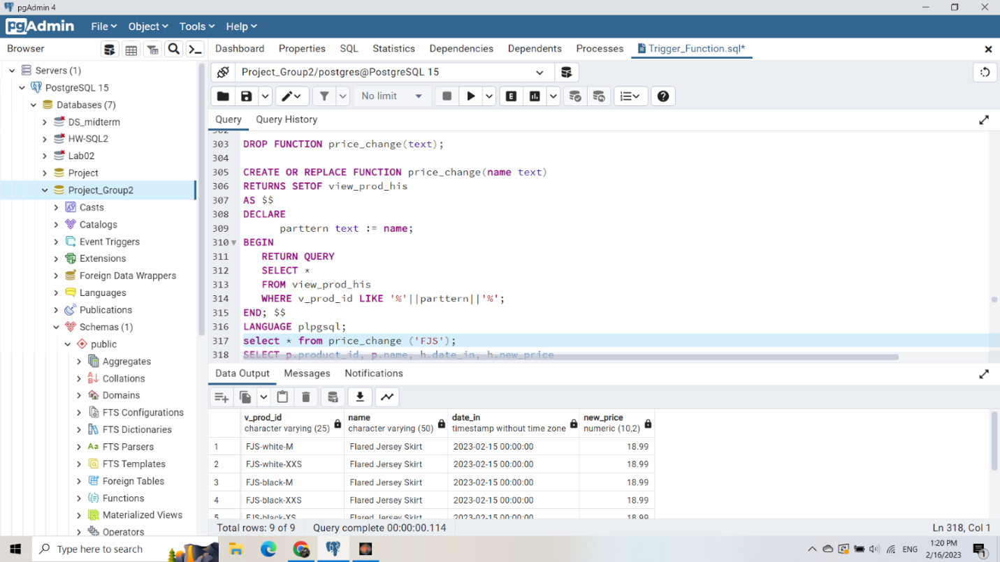 pgAdmin 4
pgAdmin File Object Tools Help
Browser
Dashboard Properties SQL Statistics Dependencies Dependents Processes Trigger_Function.sql*
Servers (1)
PostgreSQL 15
Databases (7)
DS_midterm
HW-SQL2
Lab02
Project
Project_Group2
Casts
Catalogs
Event Triggers
Extensions
Foreign Data Wrappers
Languages
Publications
Schemas (1)
public
Aggregates
Collations
Domains
FTS Configurations
FTS Dictionaries
Aa FTS Parsers
FTS Templates
Foreign Tables
Functions
Materialized Views
Operators
Project_Group2/postgres@PostgreSQL 15
No limit E
Query Query History
302
303 DROP FUNCTION price_change(text);
304
305 CREATE OR REPLACE FUNCTION price_change(name text)
306 RETURNS SETOF view_prod_his
307 AS $$
308 DECLARE
309 parttern text := name;
310 BEGIN
311 RETURN QUERY
312 SELECT *
313 FROM view_prod_his
314 WHERE v_prod_id LIKE '%'||parttern||'%';
315 END; $$
316 LANGUAGE plpgsql;
317 select * from price_change ('FJS');
318 SELECT p.product_id, p.name, h.date_in, h.new_price
Data Output Messages Notifications
v_prod_id name date_in new_price
character varying (25) character varying (50) timestamp without time zone numeric (10,2)
1 FJS-white-M Flared Jersey Skirt 2023-02-15 00:00:00 18.99
2 FJS-white-XXS Flared Jersey Skirt 2023-02-15 00:00:00 18.99
3 FJS-black-M Flared Jersey Skirt 2023-02-15 00:00:00 18.99
4 FJS-black-XXS Flared Jersey Skirt 2023-02-15 00:00:00 18.99
5 FJS-black-XS Flared Jersey Skirt 2023-02-15 00:00:00 18.99
Total rows: 9 of 9 Query complete 00:00:00.114 Ln 318, Col 1
Type here to search
ENG
1:20 PM
2/16/2023
1